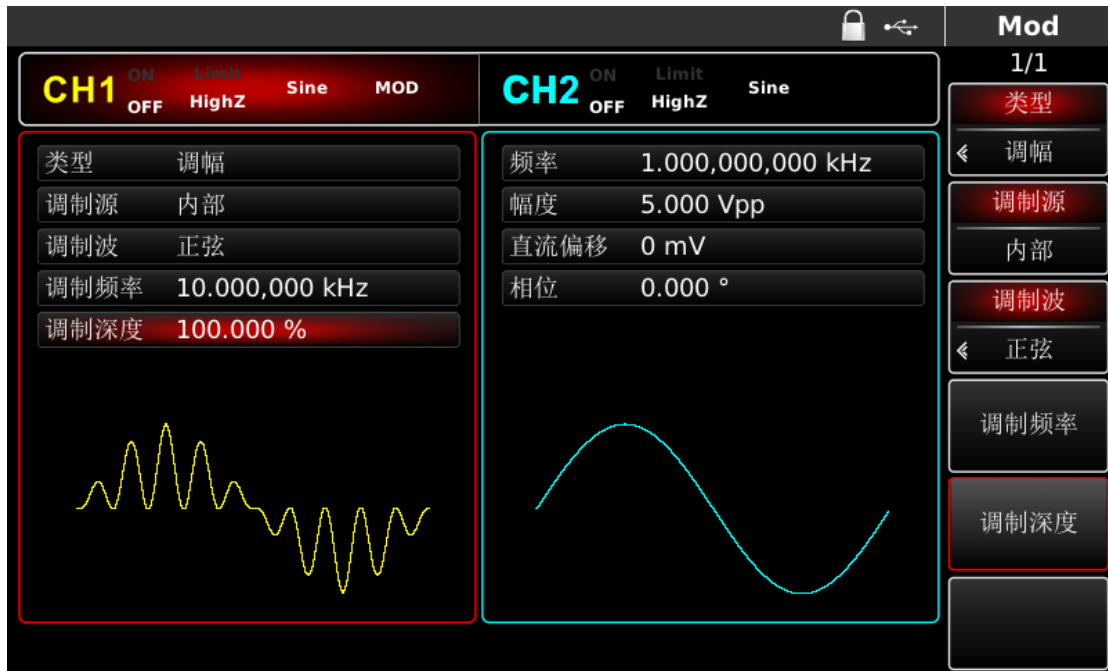 Mod
1/1
CH1 ON OFF Limit HighZ Sine MOD
CH2 ON OFF Limit HighZ Sine
类型 调幅
调制源 内部
调制波 正弦
调制频率 10.000,000 kHz
调制深度 100.000 %
频率 1.000,000,000 kHz
幅度 5.000 Vpp
直流偏移 0 mV
相位 0.000 °
类型
调幅
调制源
内部
调制波
正弦
调制频率
调制深度